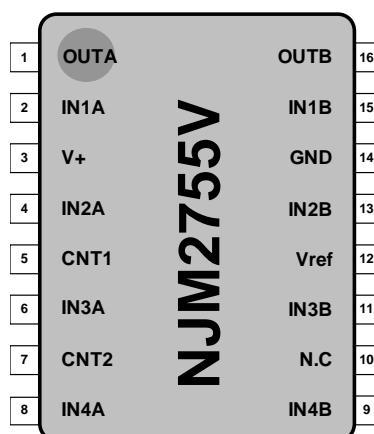 1 OUTA OUTB 16
2 IN1A IN1B 15
3 V+ GND 14
4 IN2A IN2B 13
5 CNT1 Vref 12
6 IN3A IN3B 11
7 CNT2 N.C 10
8 IN4A IN4B 9
NJM2755V